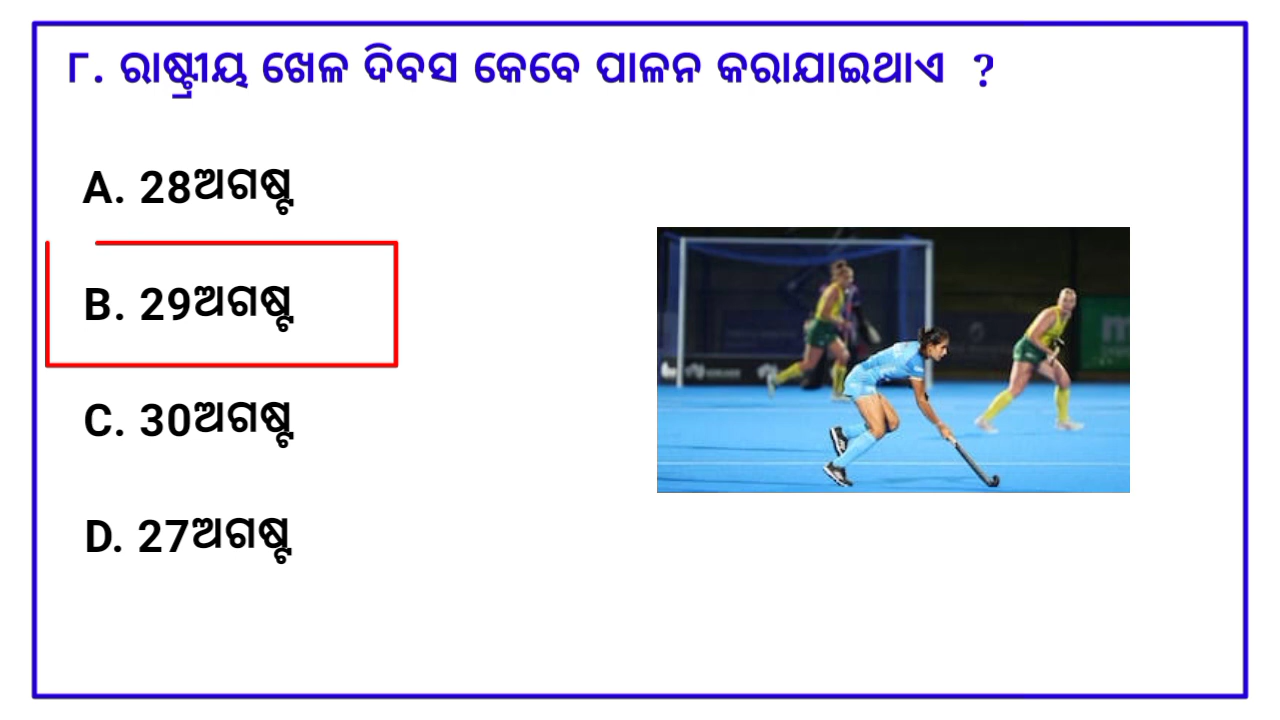 ୮. ରାଷ୍ଟ୍ରୀୟ ଖେଳ ଦିବସ କେବେ ପାଳନ କରାଯାଇଥାଏ ?
A. 28ଅଗଷ୍ଟ
B. 29ଅଗଷ୍ଟ
C. 30ଅଗଷ୍ଟ
D. 27ଅଗଷ୍ଟ